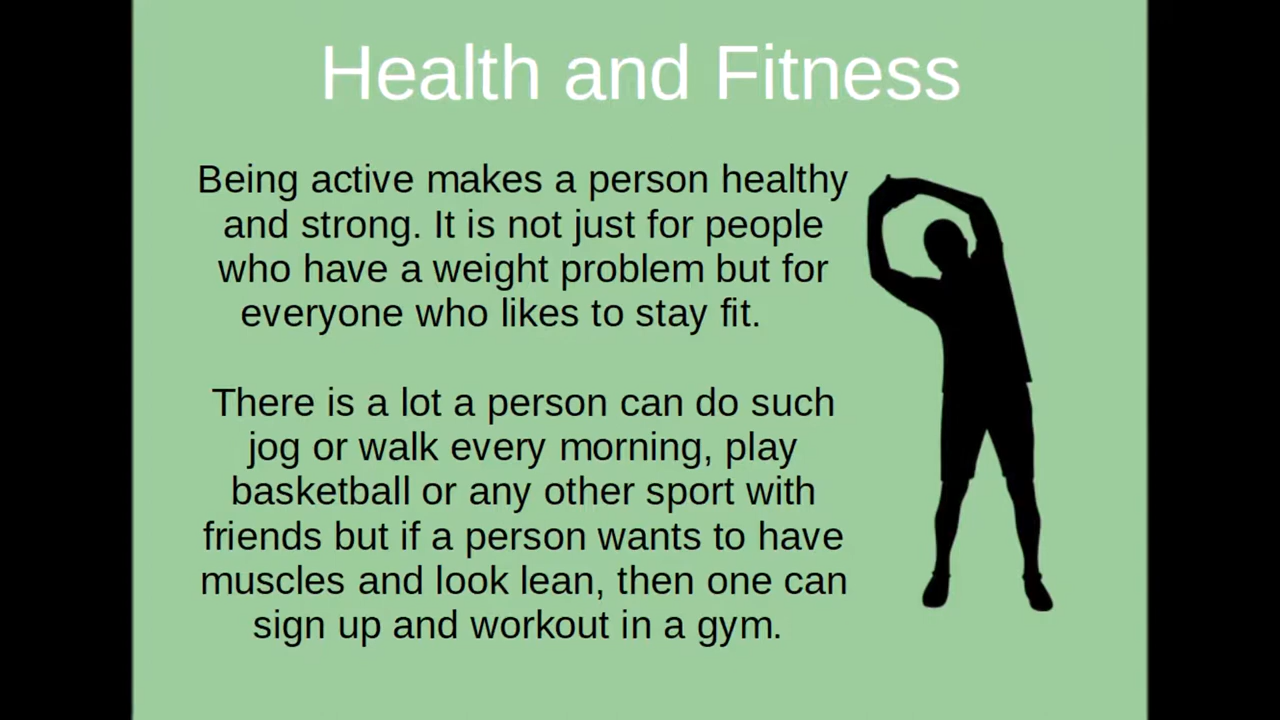 Health and Fitness
Being active makes a person healthy
and strong. It is not just for people
who have a weight problem but for
everyone who likes to stay fit.
There is a lot a person can do such
jog or walk every morning, play
basketball or any other sport with
friends but if a person wants to have
muscles and look lean, then one can
sign up and workout in a gym.